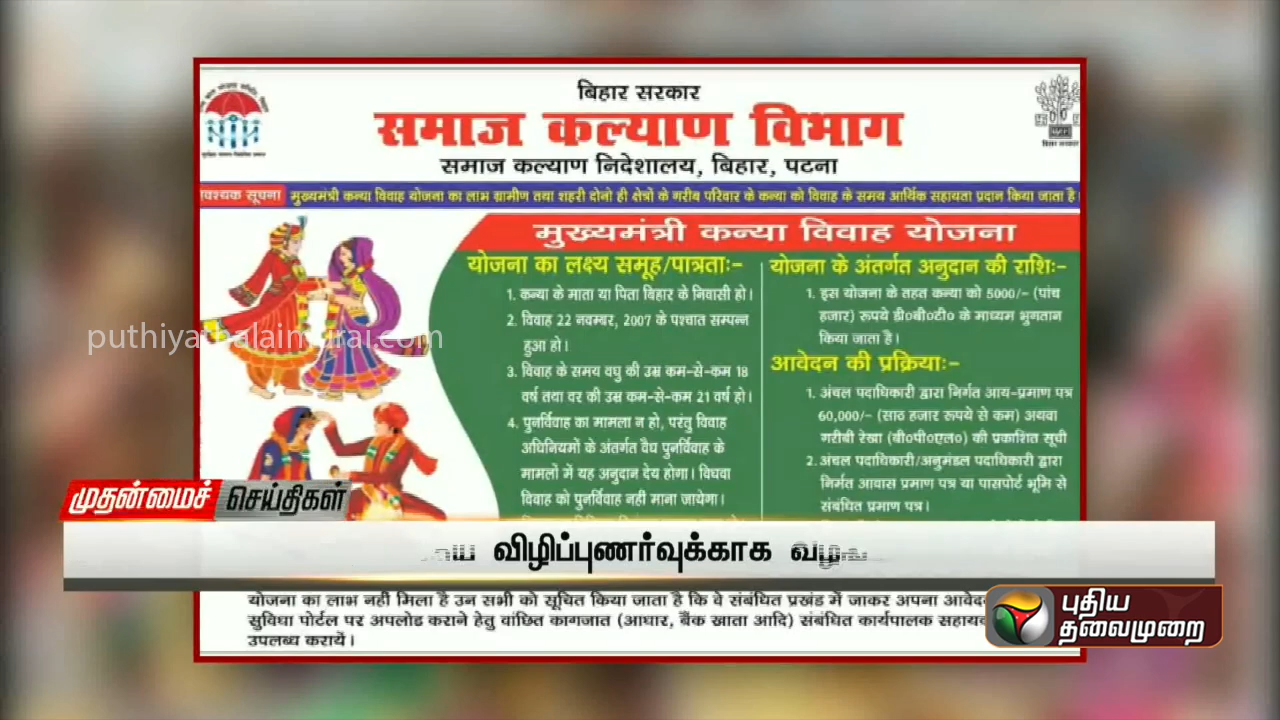 बिहार सरकार
समाज कल्याण विभाग
समाज कल्याण निदेशालय, बिहार, पटना
बिहार सरकार
सूचना मुख्यमंत्री कन्या विवाह योजना का लाभ ग्रामीण तथा शहरी दोनो ही क्षेत्रों के गरीब परिवार के कन्या को विवाह के समय आर्थिक सहायता प्रदान किया जाता है।
मुख्यमंत्री कन्या विवाह योजना
योजना का लक्ष्य समूह/पात्रताः-
1. कन्या के माता या पिता बिहार के निवासी हो।
2. विवाह 22 नवम्बर, 2007 के पश्चात सम्पन्न
हुआ हो।
3. विवाह के समय वधु की उम्र कम-से-कम 18
वर्ष तथा वर की उम्र कम-से-कम 21 वर्ष हो।
4. पुनर्विवाह का मामला न हो, परंतु विवाह
अधिनियमों के अंतर्गत वैध पुनर्विवाह के
मामलों में यह अनुदान देय होगा। विधवा
विवाह को पुनर्विवाह नही माना जायेगा।
योजना के अंतर्गत अनुदान की राशिः-
1. इस योजना के तहत कन्या को 5000/- (पांच
हजार) रूपये डी०बी०टी० के माध्यम भुगतान
किया जाता है।
आवेदन की प्रक्रियाः-
1. अंचल पदाधिकारी द्वारा निर्गत आय-प्रमाण पत्र
60,000/- (साठ हजार रूपये से कम) अथवा
गरीबी रेखा (बी०पी०एल०) की प्रकाशित सूची
2. अंचल पदाधिकारी/अनुमंडल पदाधिकारी द्वारा
निर्मत आवास प्रमाण पत्र या पासपोर्ट भूमि से
संबंधित प्रमाण पत्र।
puthiyathalaimurai.com
முதன்மைச் செய்திகள்
விழிப்புணர்வுக்காக
योजना का लाभ नही मिला है उन सभी को सूचित किया जाता है कि वे संबंधित प्रखंड में जाकर अपना
सुविधा पोर्टल पर अपलोड कराने हेतु वांछित कागजात (आधार, बैंक खाता आदि) संबंधित कार्यपालक
उपलब्ध करायें।
புதிய
தலைமுறை